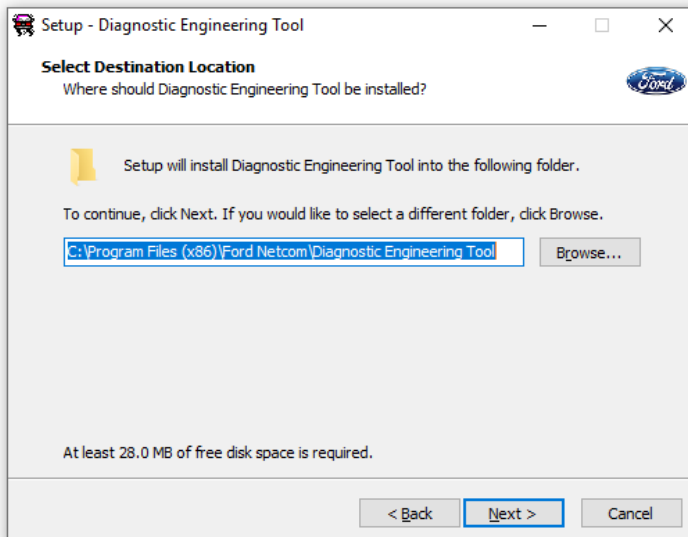 Setup - Diagnostic Engineering Tool
Select Destination Location
Where should Diagnostic Engineering Tool be installed?
Ford
Setup will install Diagnostic Engineering Tool into the following folder.
To continue, click Next. If you would like to select a different folder, click Browse.
C:\Program Files (x86)\Ford Netcom\Diagnostic Engineering Tool
Browse...
At least 28.0 MB of free disk space is required.
< Back
Next >
Cancel